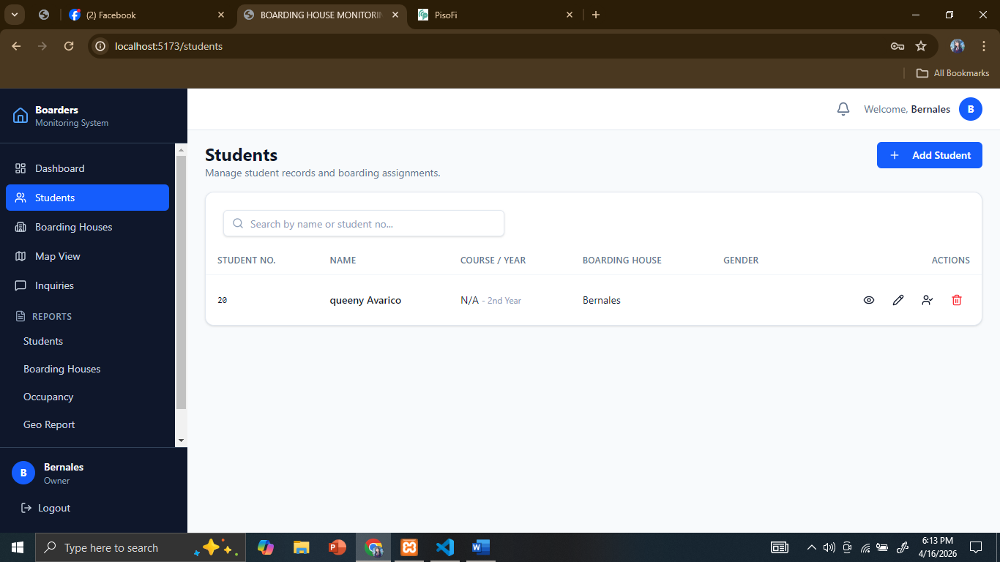 (2) Facebook
BOARDING HOUSE MONITORIN
PisoFi
localhost:5173/students
All Bookmarks
Boarders
Monitoring System
Welcome, Bernales
B
Dashboard
Students
Boarding Houses
Map View
Inquiries
REPORTS
Students
Boarding Houses
Occupancy
Geo Report
B
Bernales
Owner
Logout
Students
Manage student records and boarding assignments.
Add Student
Search by name or student no...
STUDENT NO. NAME COURSE / YEAR BOARDING HOUSE GENDER ACTIONS
20 queeny Avarico N/A - 2nd Year Bernales
Type here to search
6:13 PM
4/16/2026